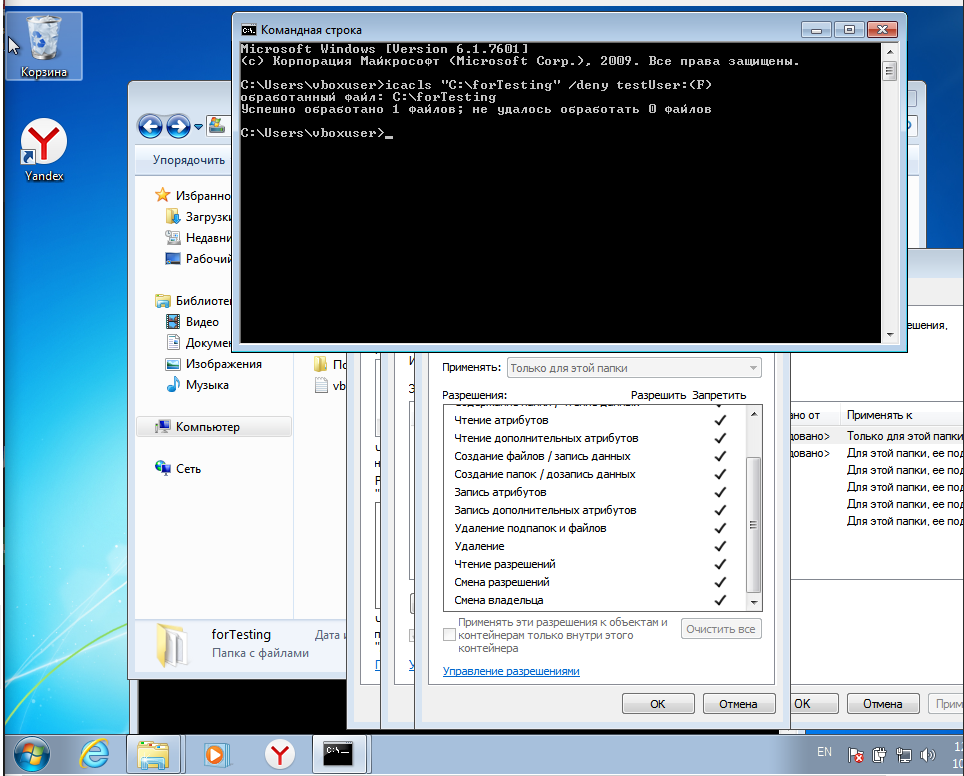 Корзина
Yandex
Командная строка
Microsoft Windows [Version 6.1.7601]
(c) Корпорация Майкрософт (Microsoft Corp.), 2009. Все права защищены.
C:\Users\vboxuser>icacls "C:\forTesting" /deny testUser:(F)
обработанный файл: C:\forTesting
Успешно обработано 1 файлов; не удалось обработать 0 файлов
C:\Users\vboxuser>_
Упорядочить
Избранно
Загрузки
Недавни
Рабочий
Библиотек
Видео
Докумен
Изображения
Музыка
Компьютер
Сеть
vb
Применять: Только для этой папки
Разрешения: Разрешить Запретить
Чтение атрибутов
Чтение дополнительных атрибутов
Создание файлов / запись данных
Создание папок / дозапись данных
Запись атрибутов
Запись дополнительных атрибутов
Удаление подпапок и файлов
Удаление
Чтение разрешений
Смена разрешений
Смена владельца
Применять эти разрешения к объектам и
контейнерам только внутри этого
контейнера
Очистить все
Управление разрешениями
ОК Отмена
ешения,
но от Применять к
довано> Только для этой папки
довано> Для этой папки, ее под
Для этой папки, ее под
Для этой папки, ее под
Для этой папки, ее под
Для этой папки, ее под
ОК Отмена Прим
forTesting Дата
Папка с файлами
EN